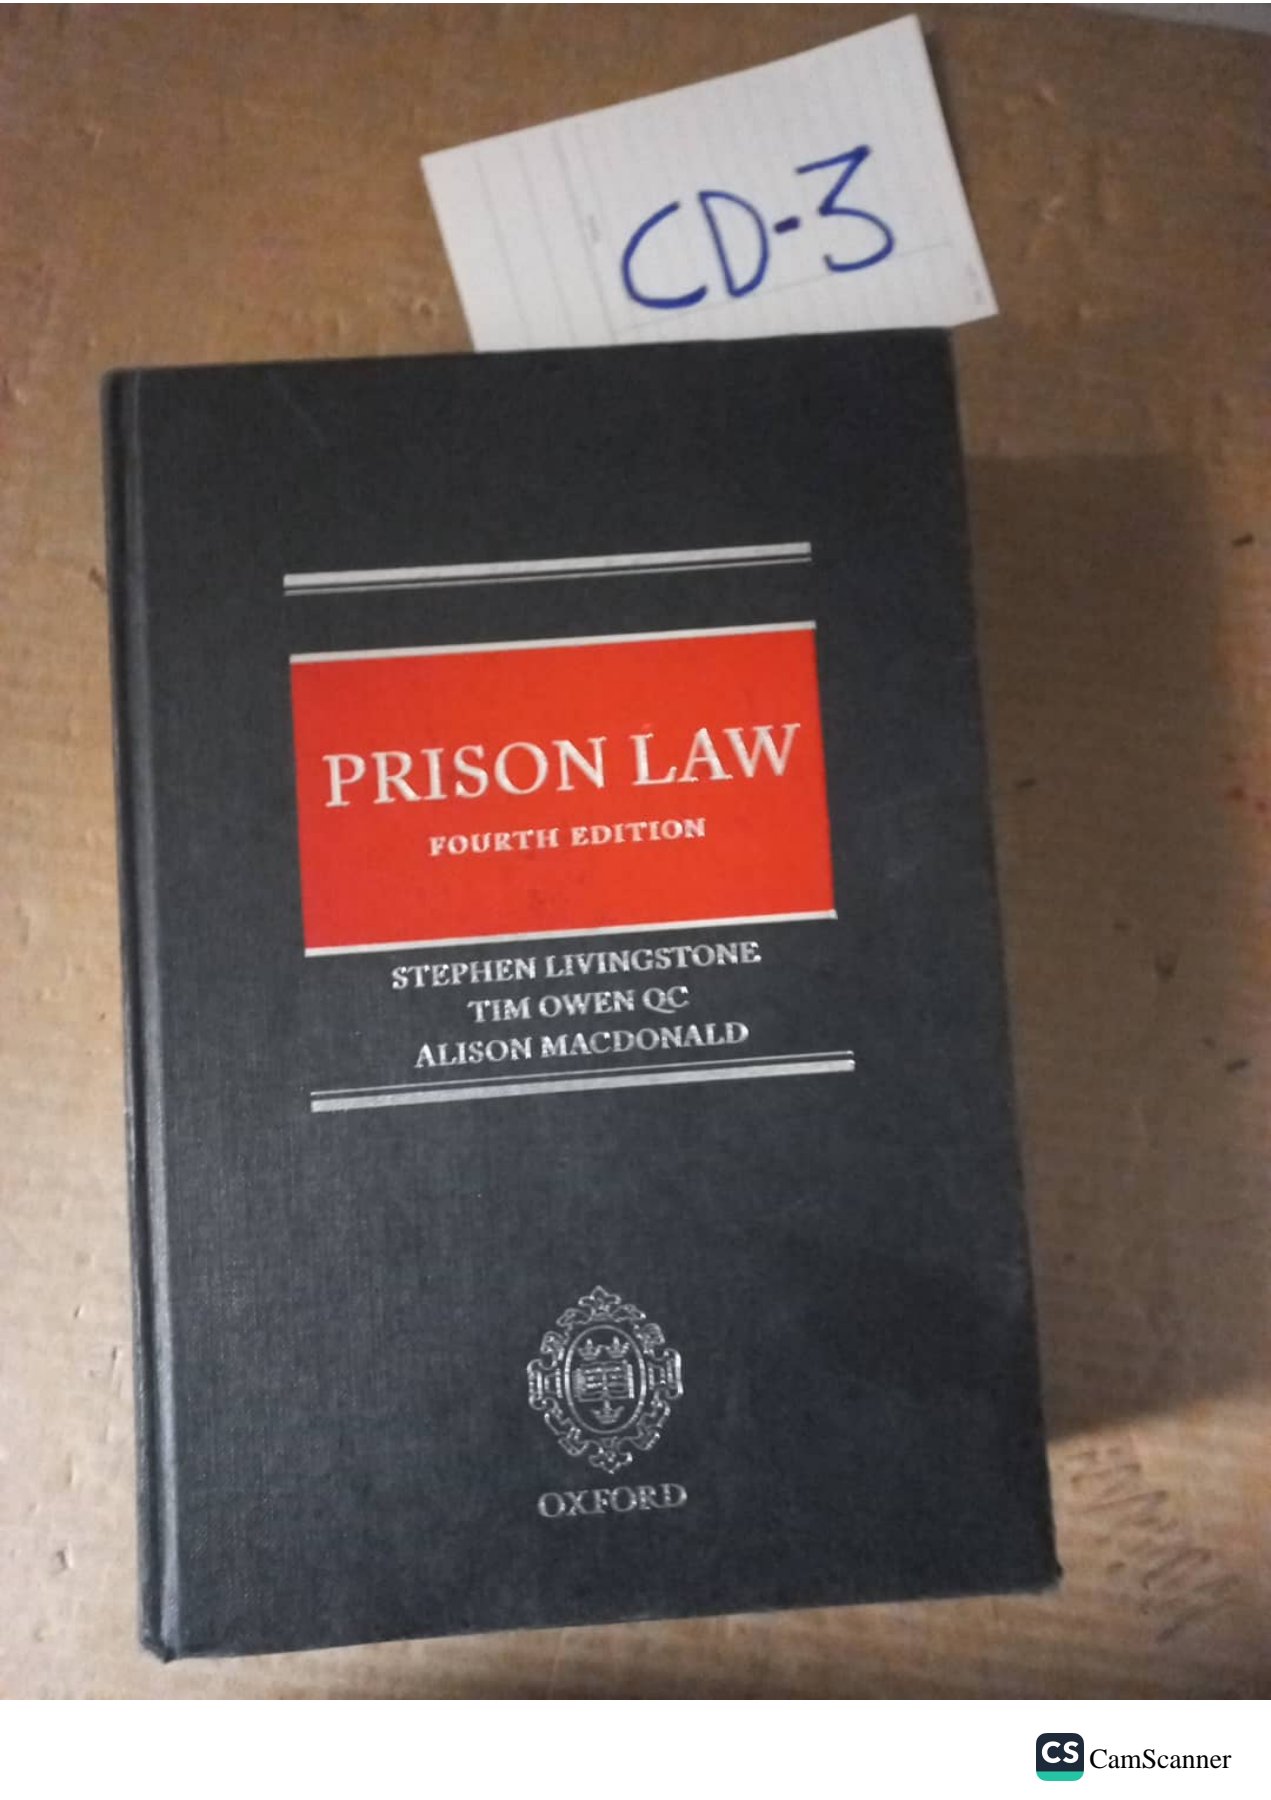 CD-3
PRISON LAW
FOURTH EDITION
STEPHEN LIVINGSTONE
TIM OWEN QC
ALISON MACDONALD
OXFORD
CS CamScanner